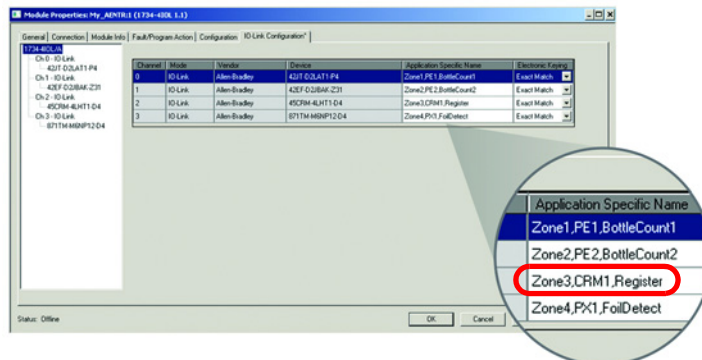 Module Properties: My_AENTR:1 (1734-4IOL 1.1)
General | Connection | Module Info | Fault/Program Action | Configuration | IO-Link Configuration*
1734-4IOL/A
Ch 0 - IO-Link
42JT-D2LAT1-P4
Ch 1 - IO-Link
42EF-D2JBAK-Z31
Ch 2 - IO-Link
45CRM-4LHT1-D4
Ch 3 - IO-Link
871TM-M6NP12-D4
Channel Mode Vendor Device Application Specific Name Electronic Keying
0 IO-Link Allen-Bradley 42JT-D2LAT1-P4 Zone1,PE1,BottleCount1 Exact Match
1 IO-Link Allen-Bradley 42EF-D2JBAK-Z31 Zone2,PE2,BottleCount2 Exact Match
2 IO-Link Allen-Bradley 45CRM-4LHT1-D4 Zone3,CRM1,Register Exact Match
3 IO-Link Allen-Bradley 871TM-M6NP12-D4 Zone4,PX1,FoilDetect Exact Match
Application Specific Name
Zone1,PE1,BottleCount1
Zone2,PE2,BottleCount2
Zone3,CRM1,Register
Zone4,PX1,FoilDetect
Status: Offline
OK
Cancel